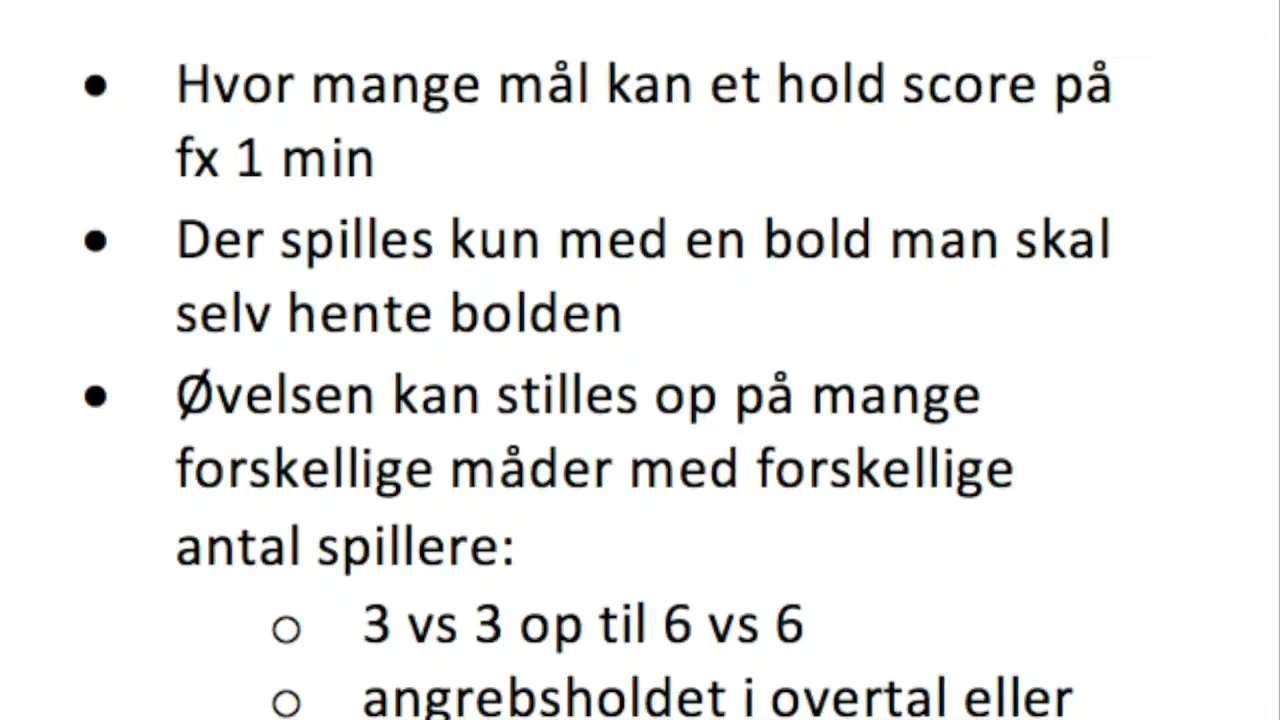 • Hvor mange mål kan et hold score på
fx 1 min
• Der spilles kun med en bold man skal
selv hente bolden
• Øvelsen kan stilles op på mange
forskellige måder med forskellige
antal spillere:
o 3 vs 3 op til 6 vs 6
o angrebsholdet i overtal eller